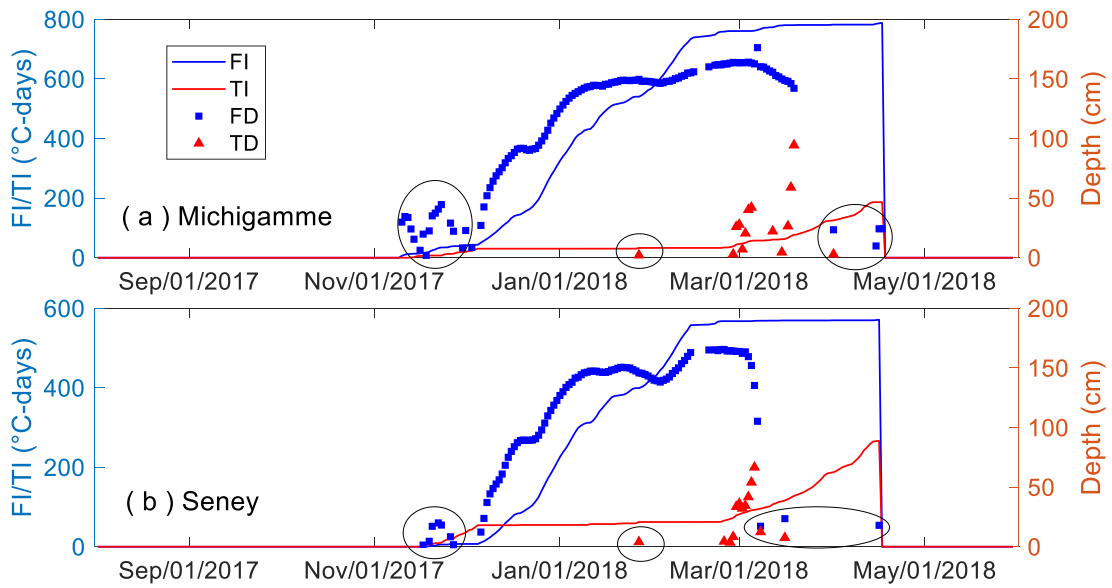 800
600
400
200
0
FI/TI (°C-days)
FI
TI
FD
TD
( a ) Michigamme
200
150
100
50
0
Depth (cm)
Sep/01/2017 Nov/01/2017 Jan/01/2018 Mar/01/2018 May/01/2018
600
400
200
0
FI/TI (°C-days)
( b ) Seney
200
150
100
50
0
Depth (cm)
Sep/01/2017 Nov/01/2017 Jan/01/2018 Mar/01/2018 May/01/2018